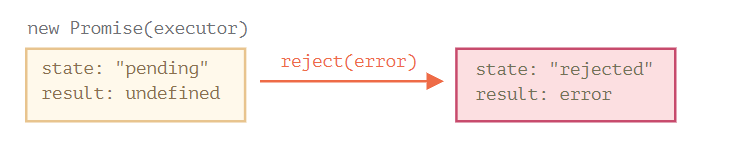 new Promise(executor)
state: "pending"
result: undefined
reject(error)
state: "rejected"
result: error